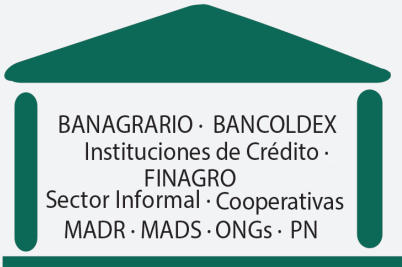 BANAGRARIO · BANCOLDEX
Instituciones de Crédito ·
FINAGRO
Sector Informal · Cooperativas
MADR · MADS · ONGs · PN